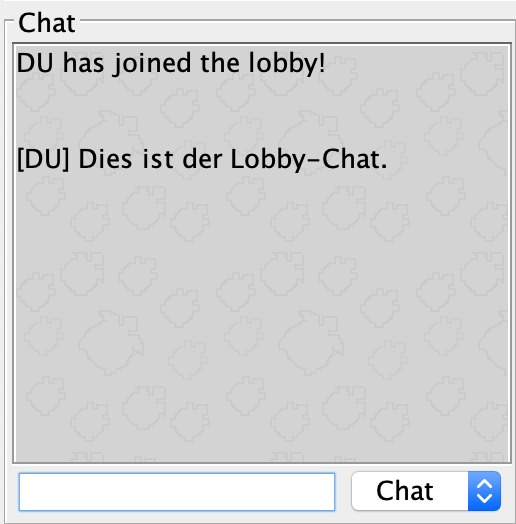 Chat
DU has joined the lobby!
[DU] Dies ist der Lobby-Chat.
Chat